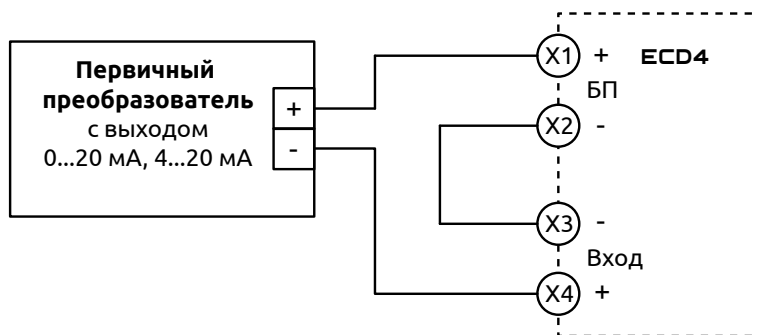 Первичный
преобразователь
с выходом
0...20 мА, 4...20 мА
+
-
X1 + ECD4
БП
X2 -
X3 -
Вход
X4 +